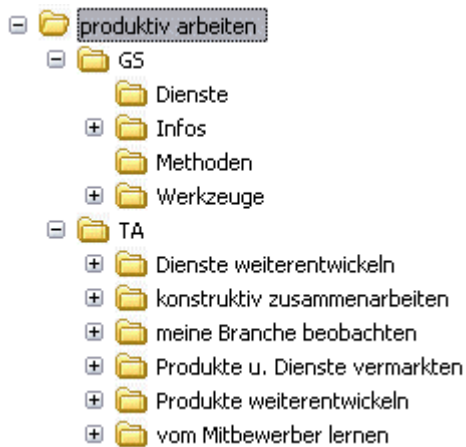 produktiv arbeiten
GS
Dienste
Infos
Methoden
Werkzeuge
TA
Dienste weiterentwickeln
konstruktiv zusammenarbeiten
meine Branche beobachten
Produkte u. Dienste vermarkten
Produkte weiterentwickeln
vom Mitbewerber lernen